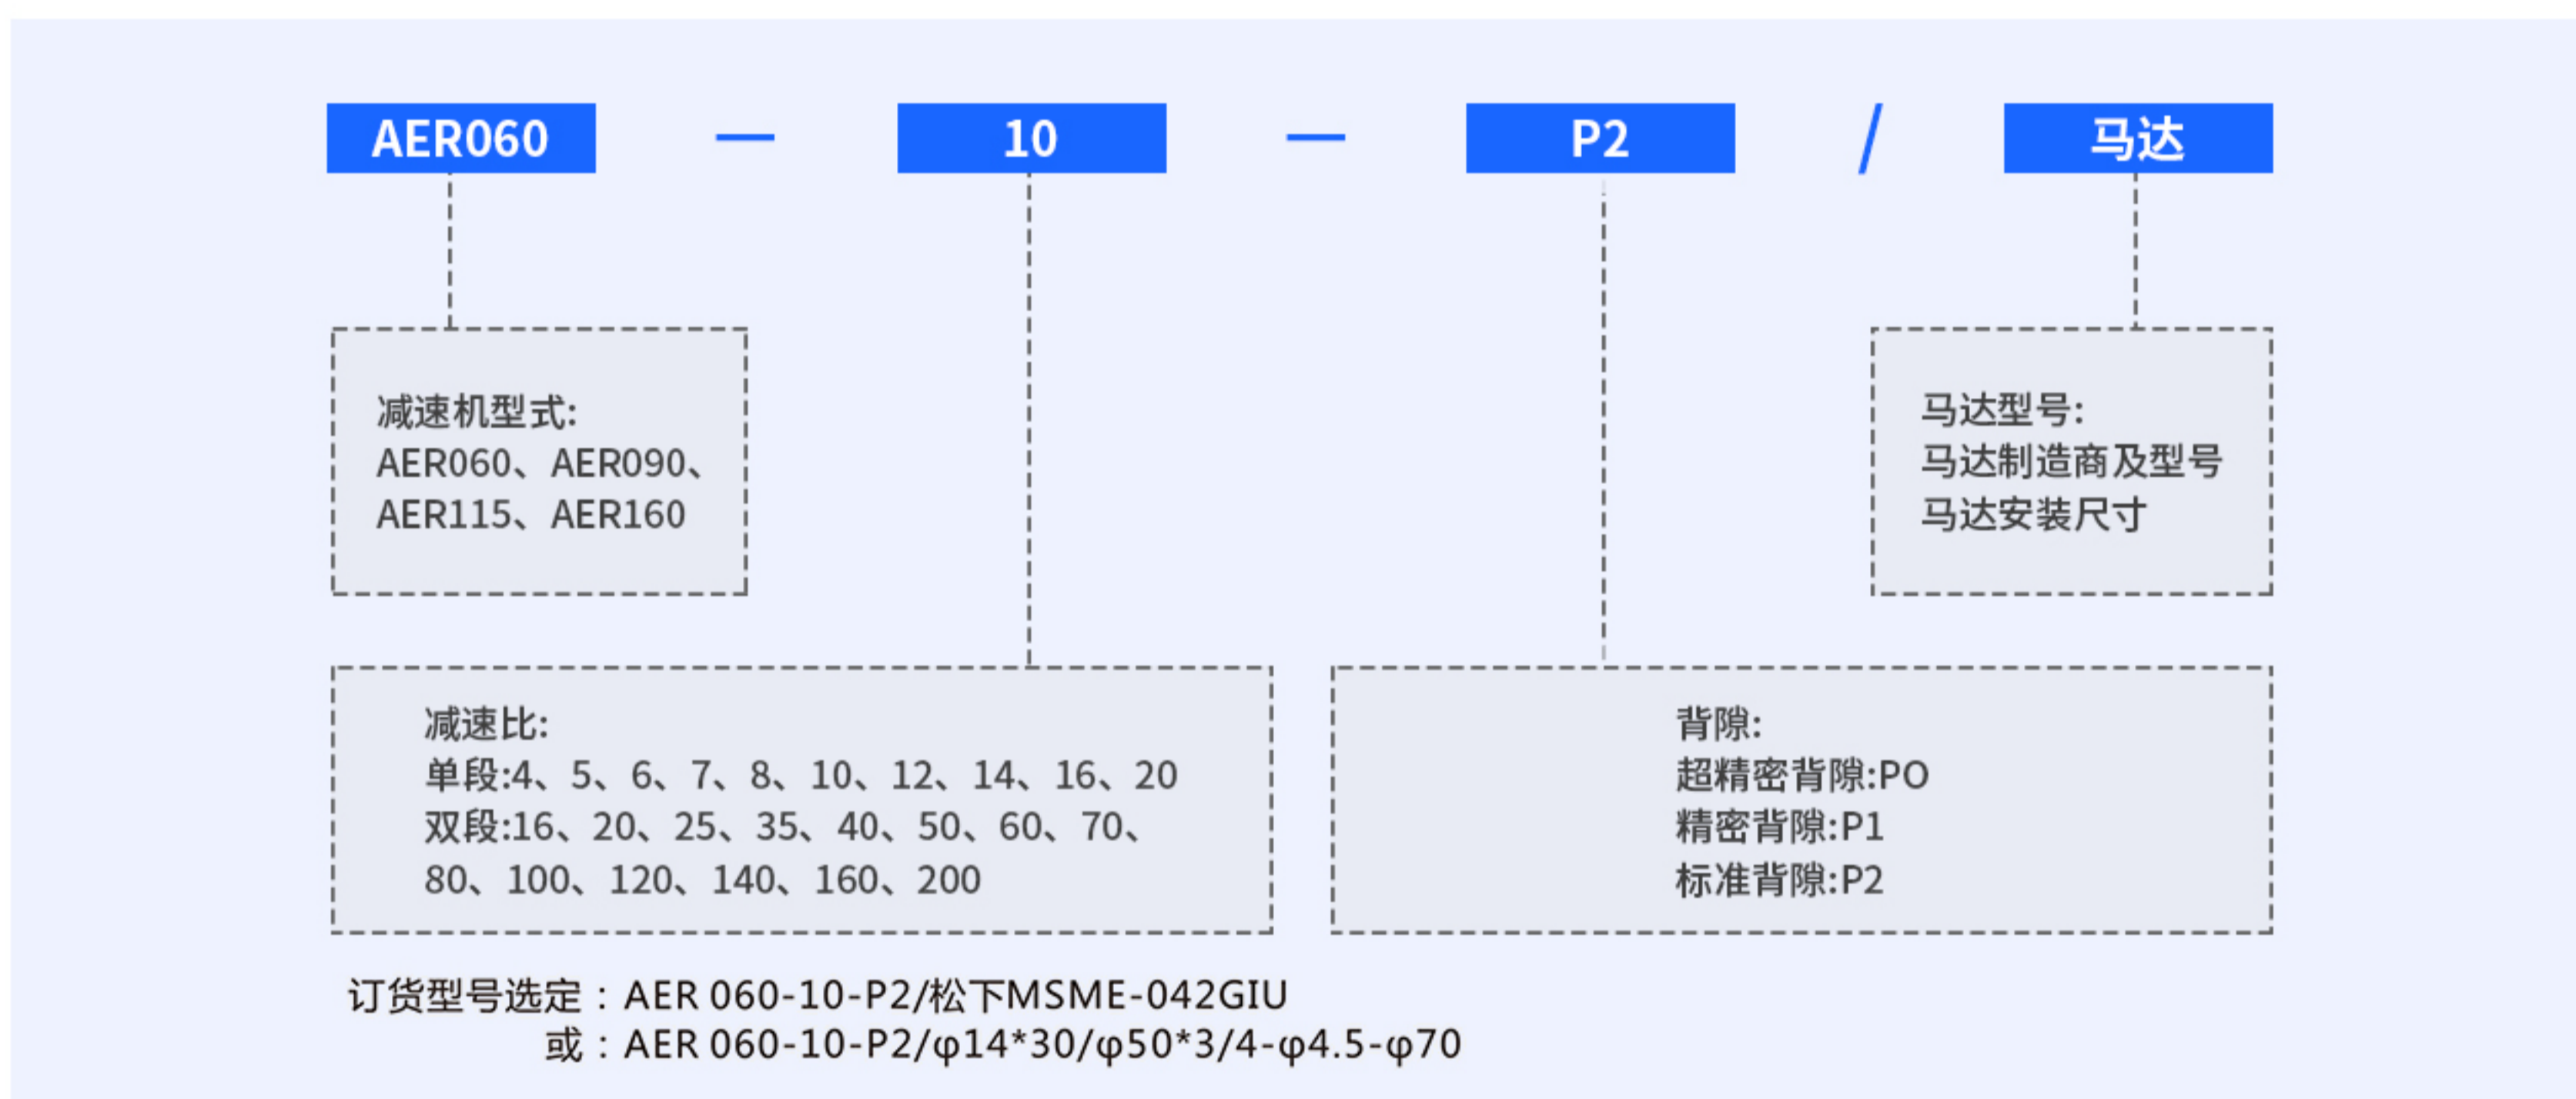 AER060 — 10 — P2 / 马达
减速机型式:
AER060、AER090、
AER115、AER160
马达型号:
马达制造商及型号
马达安装尺寸
减速比:
单段:4、5、6、7、8、10、12、14、16、20
双段:16、20、25、35、40、50、60、70、
80、100、120、140、160、200
背隙:
超精密背隙:PO
精密背隙:P1
标准背隙:P2
订货型号选定：AER 060-10-P2/松下MSME-042GIU
或：AER 060-10-P2/φ14*30/φ50*3/4-φ4.5-φ70